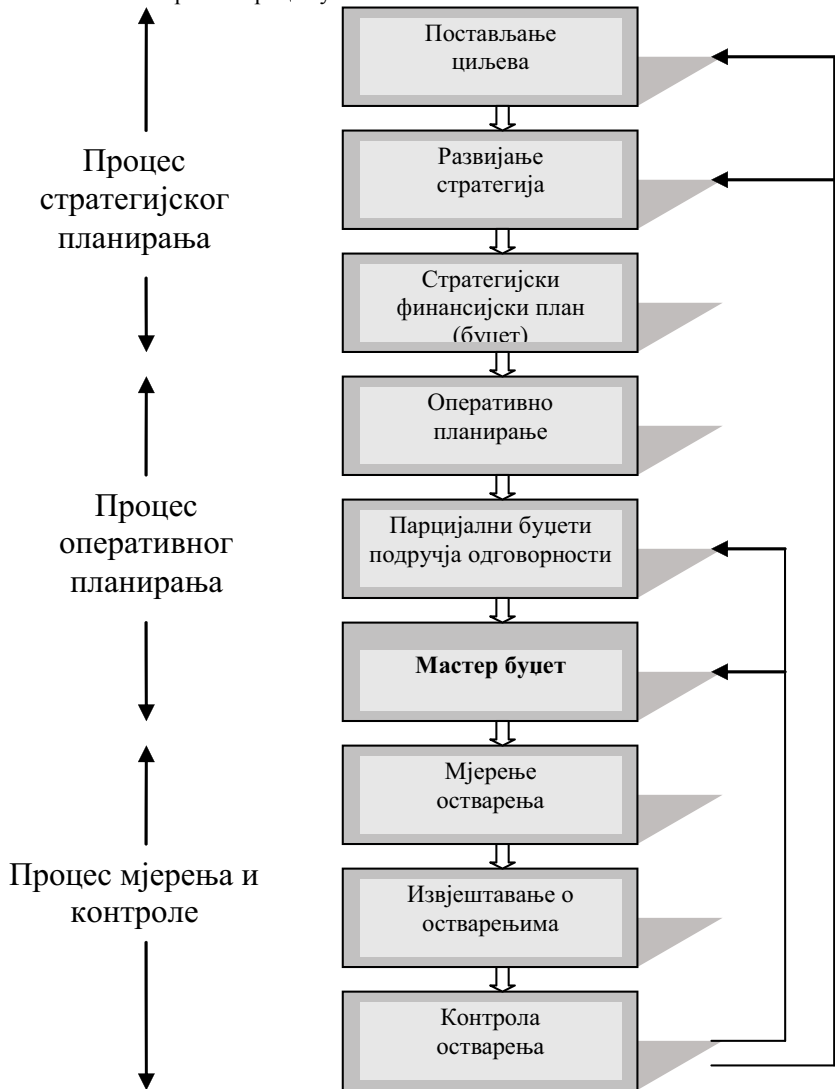 Постављање
циљева
Развијање
стратегија
Процес
стратегијског
планирања
Стратегијски
финансијски план
(буџет)
Оперативно
планирање
Процес
оперативног
планирања
Парцијални буџети
подручја одговорности
Мастер буџет
Мјерење
остварења
Процес мјерења и
контроле
Извјештавање о
остварењима
Контрола
остварења